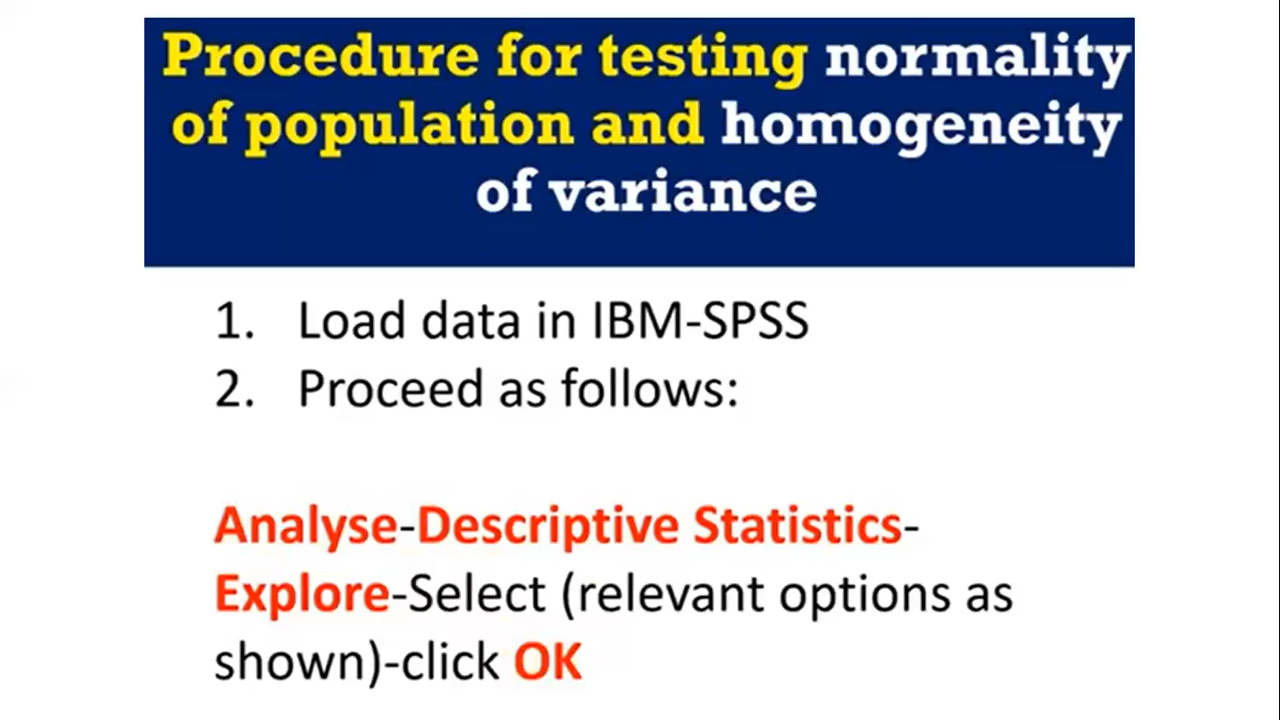 Procedure for testing normality
of population and homogeneity
of variance
1. Load data in IBM-SPSS
2. Proceed as follows:
Analyse-Descriptive Statistics-
Explore-Select (relevant options as
shown)-click OK